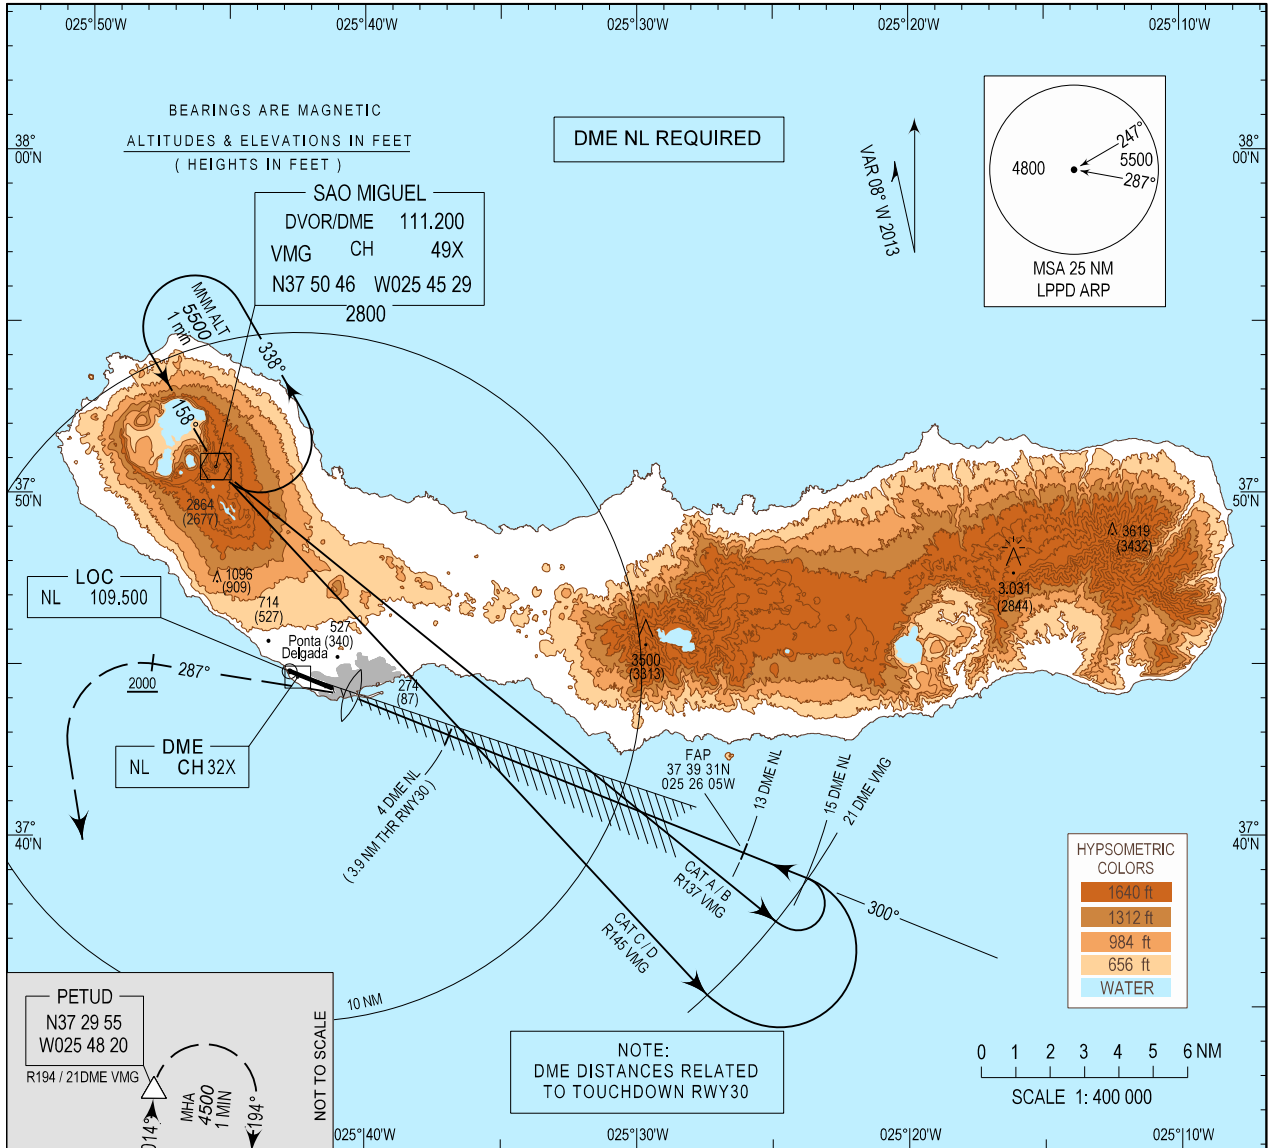 025°50'W
025°40'W
025°30'W
025°20'W
025°10'W
BEARINGS ARE MAGNETIC
ALTITUDES & ELEVATIONS IN FEET
( HEIGHTS IN FEET )
DME NL REQUIRED
38°
00'N
38°
00'N
VAR 08° W 2013
4800
247°
5500
287°
MSA 25 NM
LPPD ARP
SAO MIGUEL
DVOR/DME 111.200
VMG CH 49X
N37 50 46 W025 45 29
2800
MNM ALT
5500
1 min
338°
158°
37°
50'N
37°
50'N
2864
(2677)
3619
(3432)
3.031
(2844)
1096
(909)
LOC
NL 109.500
714
(527)
527
(340)
Ponta
Delgada
3500
(3313)
287°
2000
274
(87)
DME
NL CH 32X
FAP
37 39 31N
025 26 05W
13 DME NL
15 DME NL
21 DME VMG
4 DME NL
( 3.9 NM THR RWY30 )
37°
40'N
37°
40'N
HYPSOMETRIC
COLORS
1640 ft
1312 ft
984 ft
656 ft
WATER
CAT A / B
R137 VMG
CAT C / D
R145 VMG
300°
10 NM
PETUD
N37 29 55
W025 48 20
R194 / 21DME VMG
MHA
4500
1 MIN
014°
194°
NOT TO SCALE
NOTE:
DME DISTANCES RELATED
TO TOUCHDOWN RWY30
0 1 2 3 4 5 6 NM
SCALE 1: 400 000
025°40'W
025°30'W
025°20'W
025°10'W